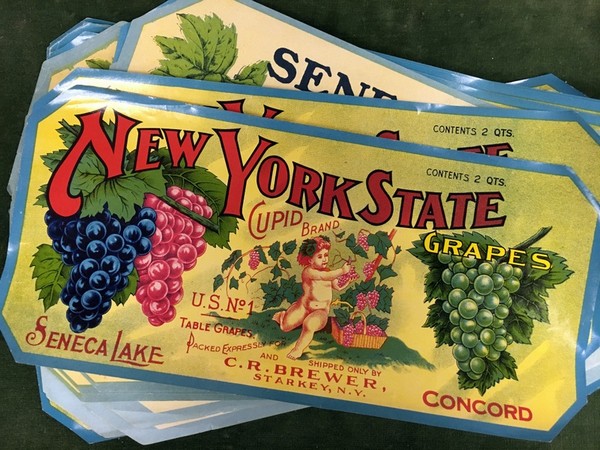 SENE
CONTENTS 2 QTS.
CONTENTS 2 QTS.
NEW YORK STATE
CUPID BRAND
GRAPES
U.S. No 1
TABLE GRAPES
PACKED EXPRESSLY FOR
AND SHIPPED ONLY BY
C. R. BREWER,
STARKEY, N.Y.
SENECA LAKE
CONCORD